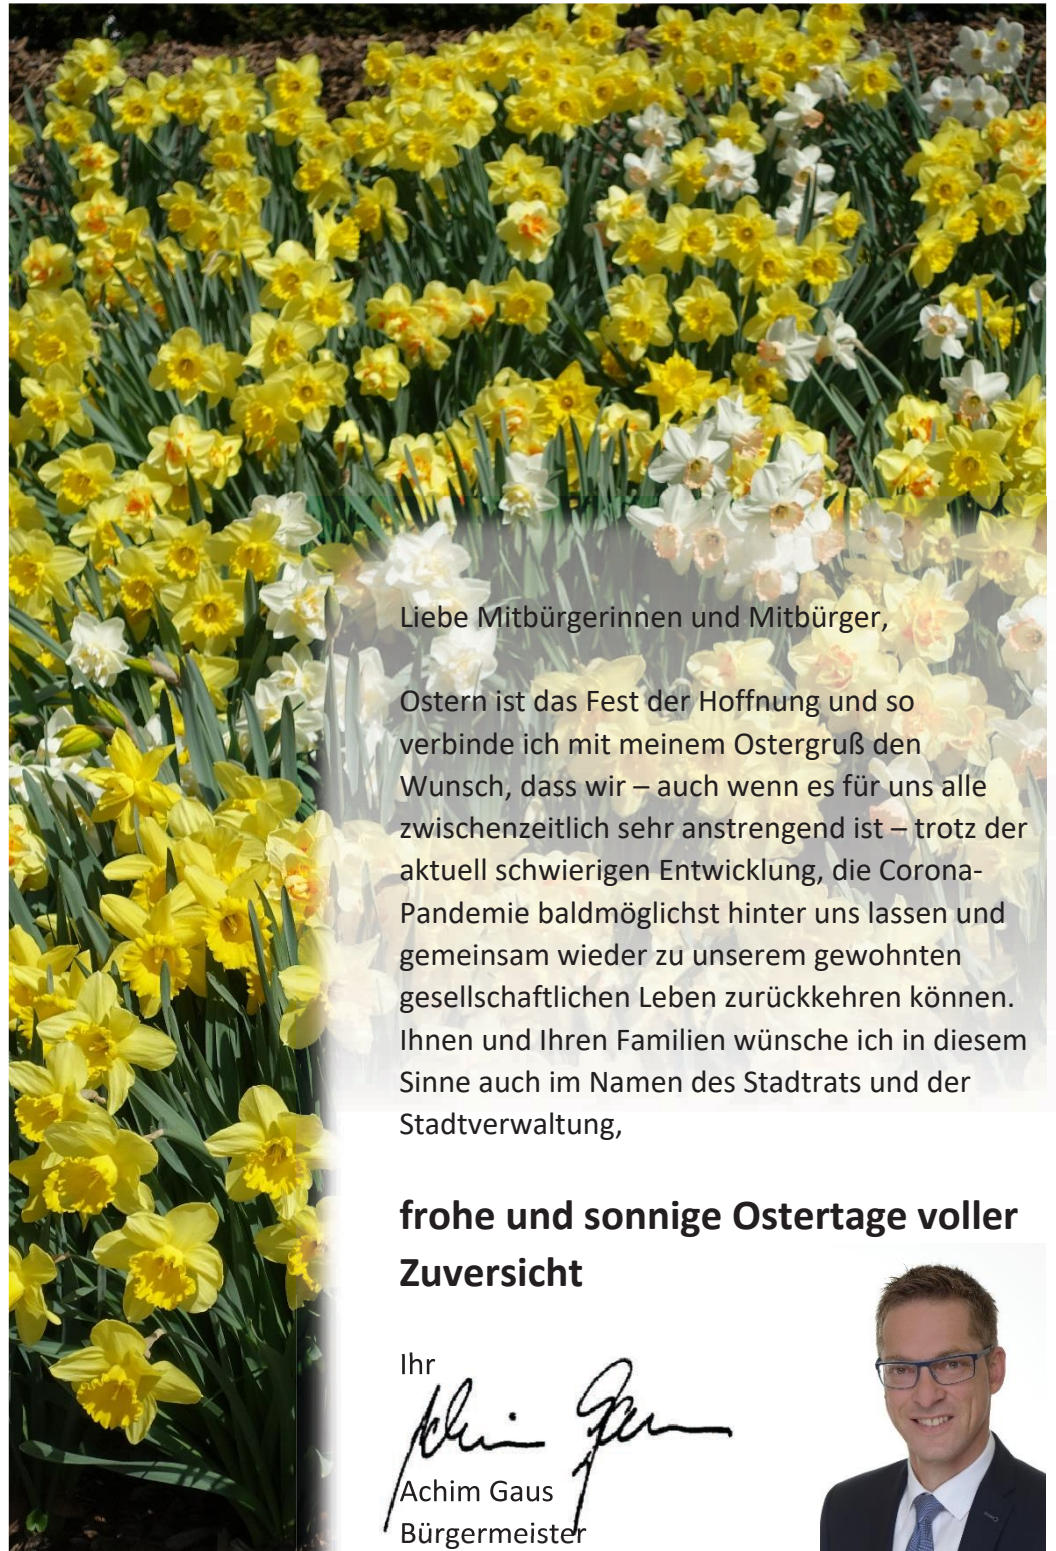 Liebe Mitbürgerinnen und Mitbürger,
Ostern ist das Fest der Hoffnung und so
verbinde ich mit meinem Ostergruß den
Wunsch, dass wir – auch wenn es für uns alle
zwischenzeitlich sehr anstrengend ist – trotz der
aktuell schwierigen Entwicklung, die Corona-
Pandemie baldmöglichst hinter uns lassen und
gemeinsam wieder zu unserem gewohnten
gesellschaftlichen Leben zurückkehren können.
Ihnen und Ihren Familien wünsche ich in diesem
Sinne auch im Namen des Stadtrats und der
Stadtverwaltung,
frohe und sonnige Ostertage voller
Zuversicht
Ihr
Achim Gaus
Achim Gaus
Bürgermeister